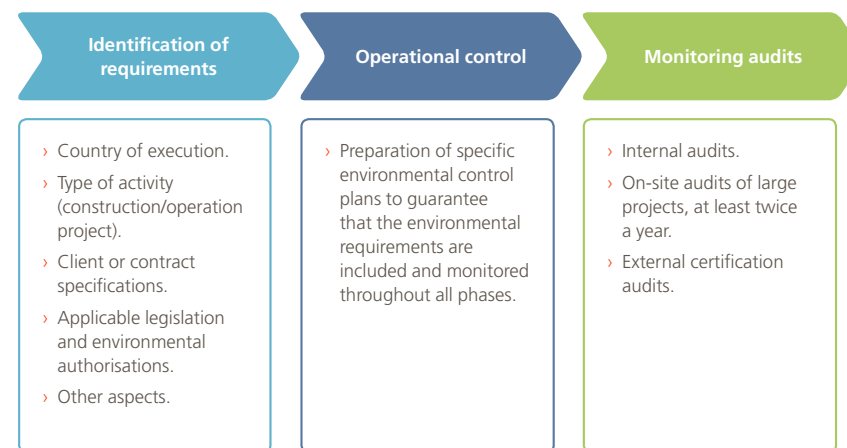 Identification of
requirements
Operational control
Monitoring audits
› Country of execution.
› Type of activity
(construction/operation
project).
› Client or contract
specifications.
› Applicable legislation
and environmental
authorisations.
› Other aspects.
› Preparation of specific
environmental control
plans to guarantee
that the environmental
requirements are
included and monitored
throughout all phases.
› Internal audits.
› On-site audits of large
projects, at least twice
a year.
› External certification
audits.